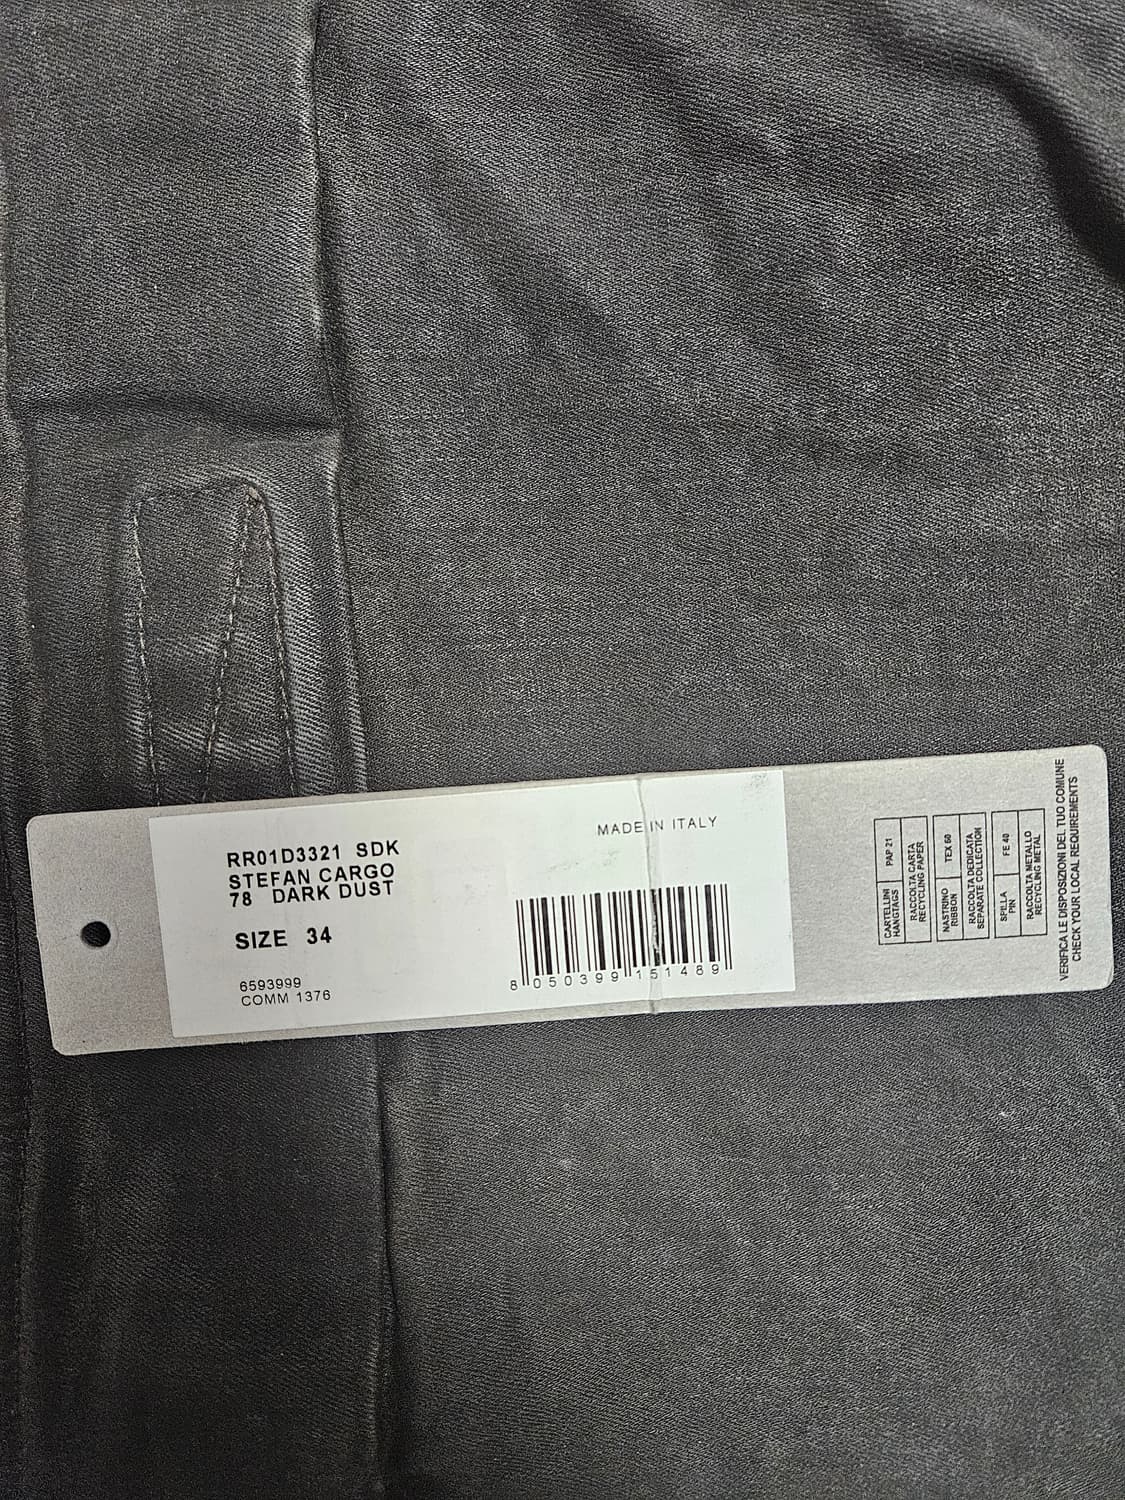 MADE IN ITALY
RR01D3321 SDK
STEFAN CARGO
78 DARK DUST
SIZE 34
6593999
COMM 1376
8 050399 151489
CARTELLINI
HANGTAGS
PAP 21
RACCOLTA CARTA
RECYCLING PAPER
NASTRINO
RIBBON
TEX 60
RACCOLTA DEDICATA
SEPARATE COLLECTION
SPILLA
PIN
FE 40
RACCOLTA METALLO
RECYCLING METAL
VERIFICA LE DISPOSIZIONI DEL TUO COMUNE
CHECK YOUR LOCAL REQUIREMENTS